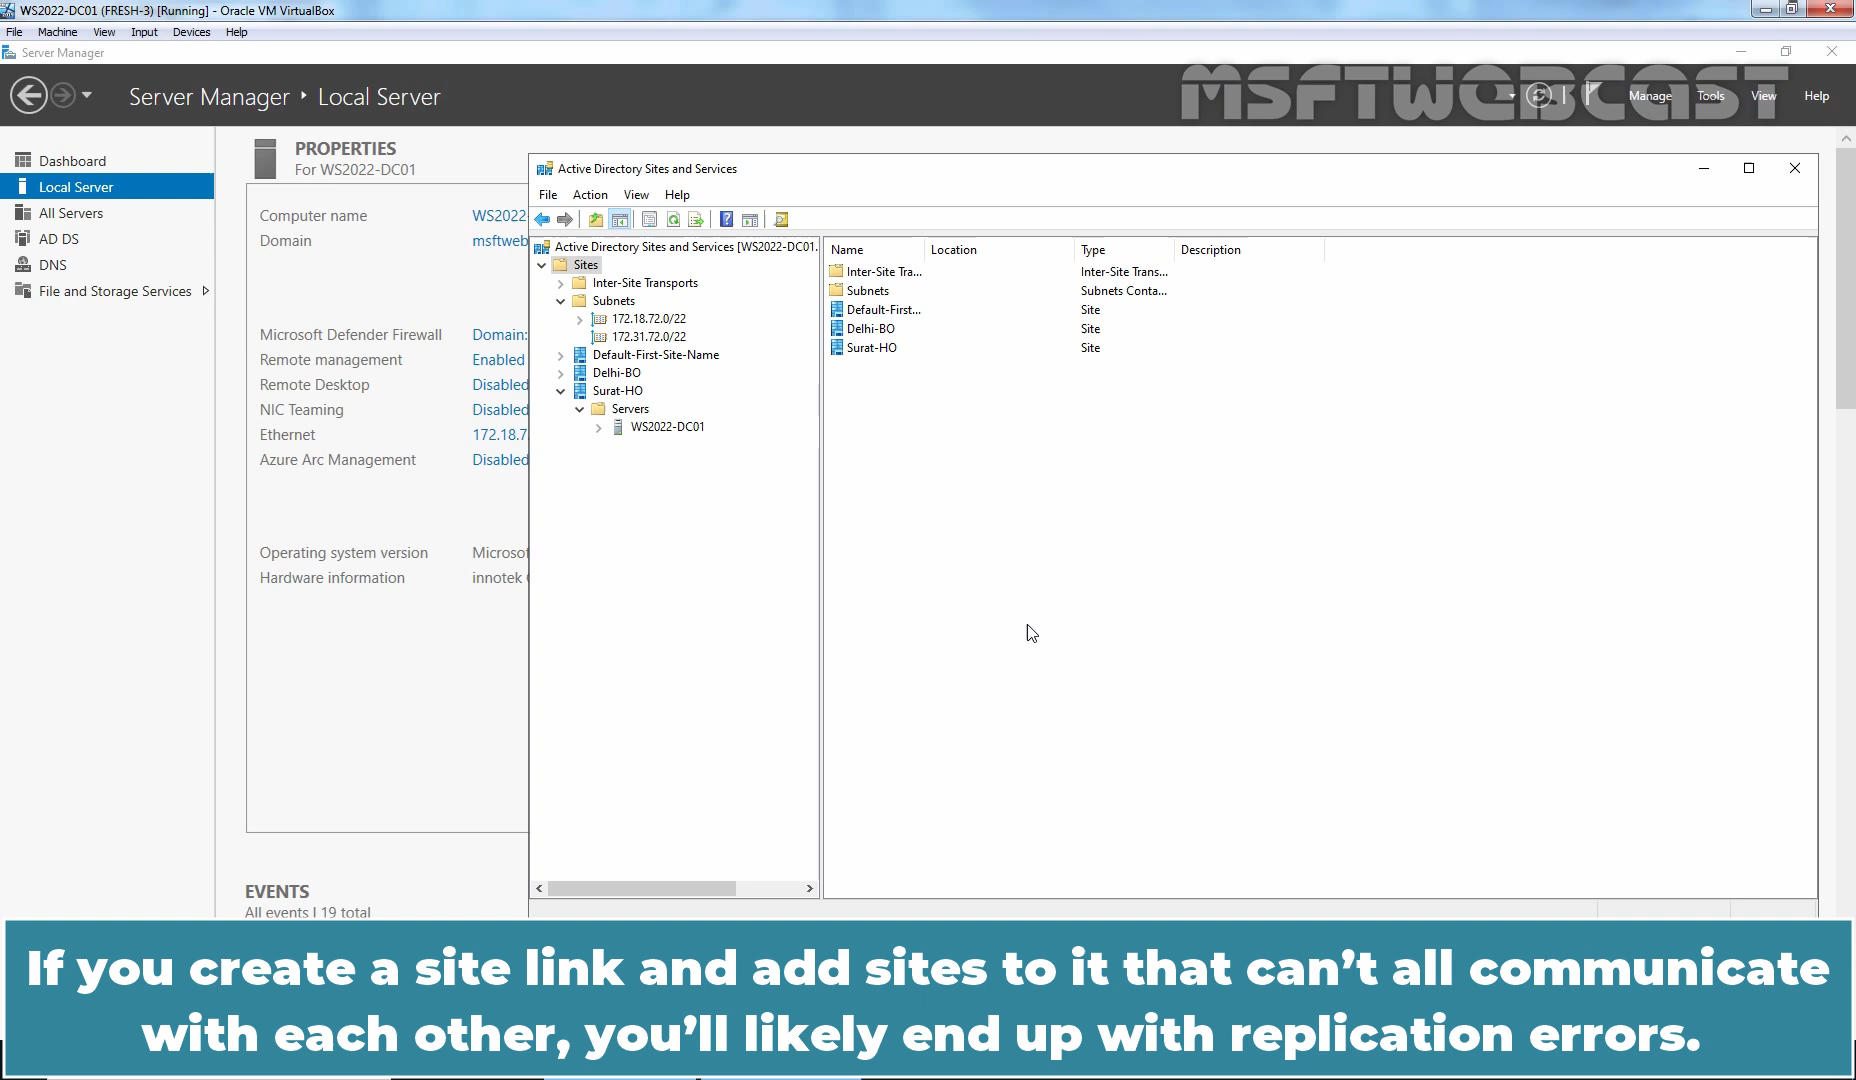 WS2022-DC01 (FRESH-3) [Running] - Oracle VM VirtualBox
File Machine View Input Devices Help
Server Manager
Server Manager • Local Server
MSFTWEBCAST
Manage Tools View Help
Dashboard
Local Server
All Servers
AD DS
DNS
File and Storage Services
PROPERTIES
For WS2022-DC01
Computer name WS2022-
Domain msftweb
Microsoft Defender Firewall Domain:
Remote management Enabled
Remote Desktop Disabled
NIC Teaming Disabled
Ethernet 172.18.7
Azure Arc Management Disabled
Operating system version Microsof
Hardware information innotek
EVENTS
All events | 19 total
Active Directory Sites and Services
File Action View Help
Active Directory Sites and Services [WS2022-DC01.
Sites
Inter-Site Transports
Subnets
172.18.72.0/22
172.31.72.0/22
Default-First-Site-Name
Delhi-BO
Surat-HO
Servers
WS2022-DC01
Name Location Type Description
Inter-Site Tra... Inter-Site Trans...
Subnets Subnets Conta...
Default-First... Site
Delhi-BO Site
Surat-HO Site
If you create a site link and add sites to it that can't all communicate
with each other, you'll likely end up with replication errors.